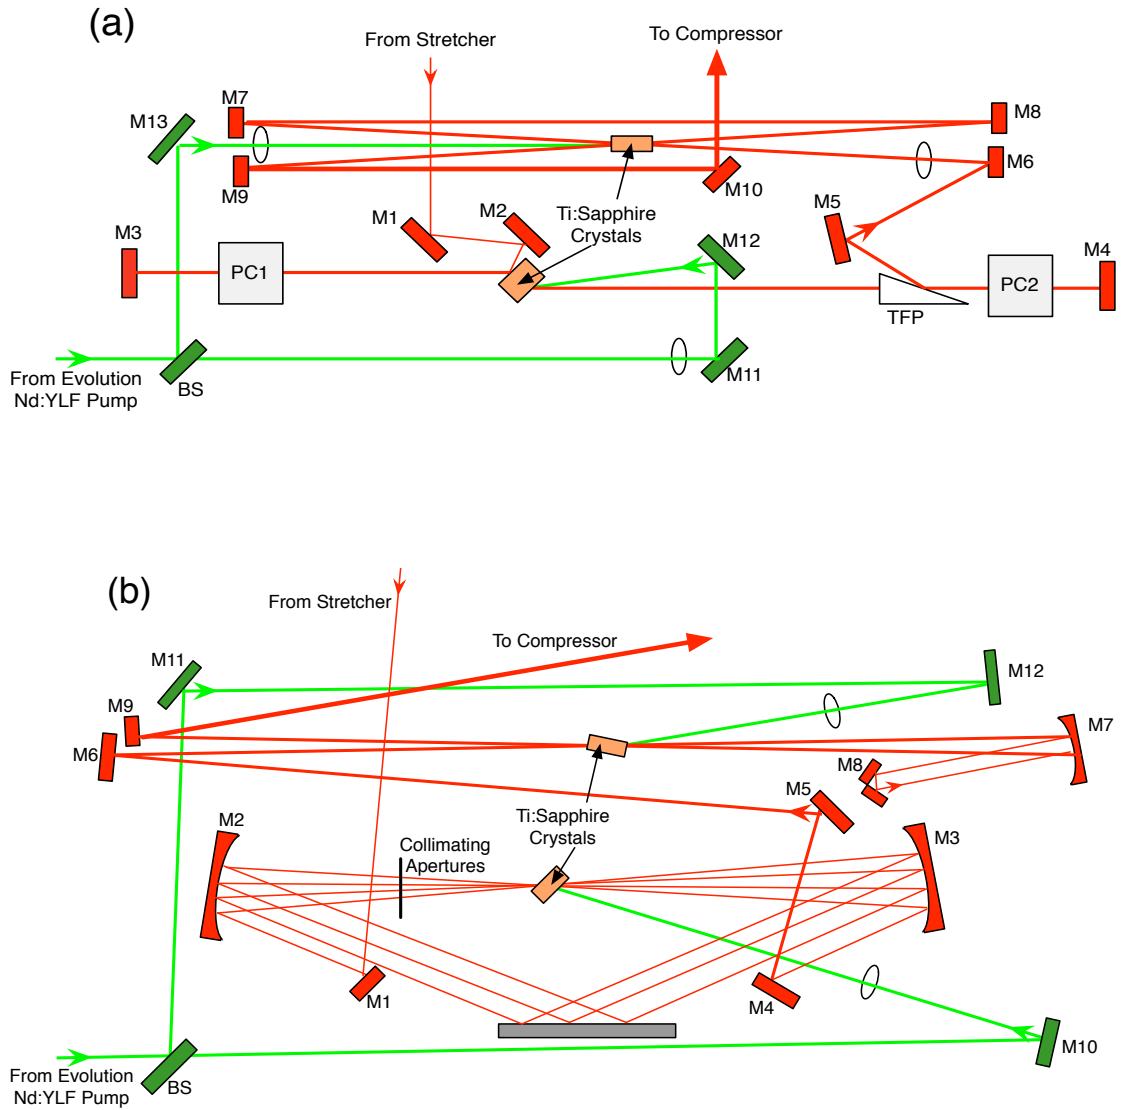 (a)
From Stretcher
To Compressor
M7
M13
M8
M6
M9
M10
M5
M1
M2
Ti:Sapphire
Crystals
M12
M3
PC1
M4
PC2
TFP
From Evolution
Nd:YLF Pump
BS
M11
(b)
From Stretcher
To Compressor
M11
M12
M9
M6
M7
M8
M5
Ti:Sapphire
Crystals
M2
Collimating
Apertures
M3
M1
M4
M10
From Evolution
Nd:YLF Pump
BS